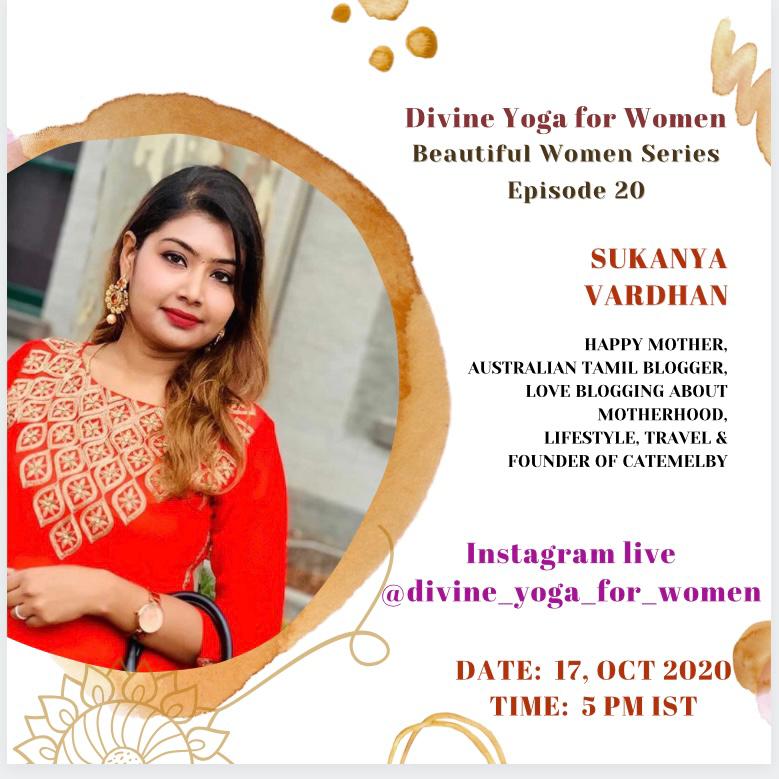 Divine Yoga for Women
Beautiful Women Series
Episode 20
SUKANYA
VARDHAN
HAPPY MOTHER,
AUSTRALIAN TAMIL BLOGGER,
LOVE BLOGGING ABOUT
MOTHERHOOD,
LIFESTYLE, TRAVEL &
FOUNDER OF CATEMELBY
Instagram live
@divine_yoga_for_women
DATE: 17, OCT 2020
TIME: 5 PM IST